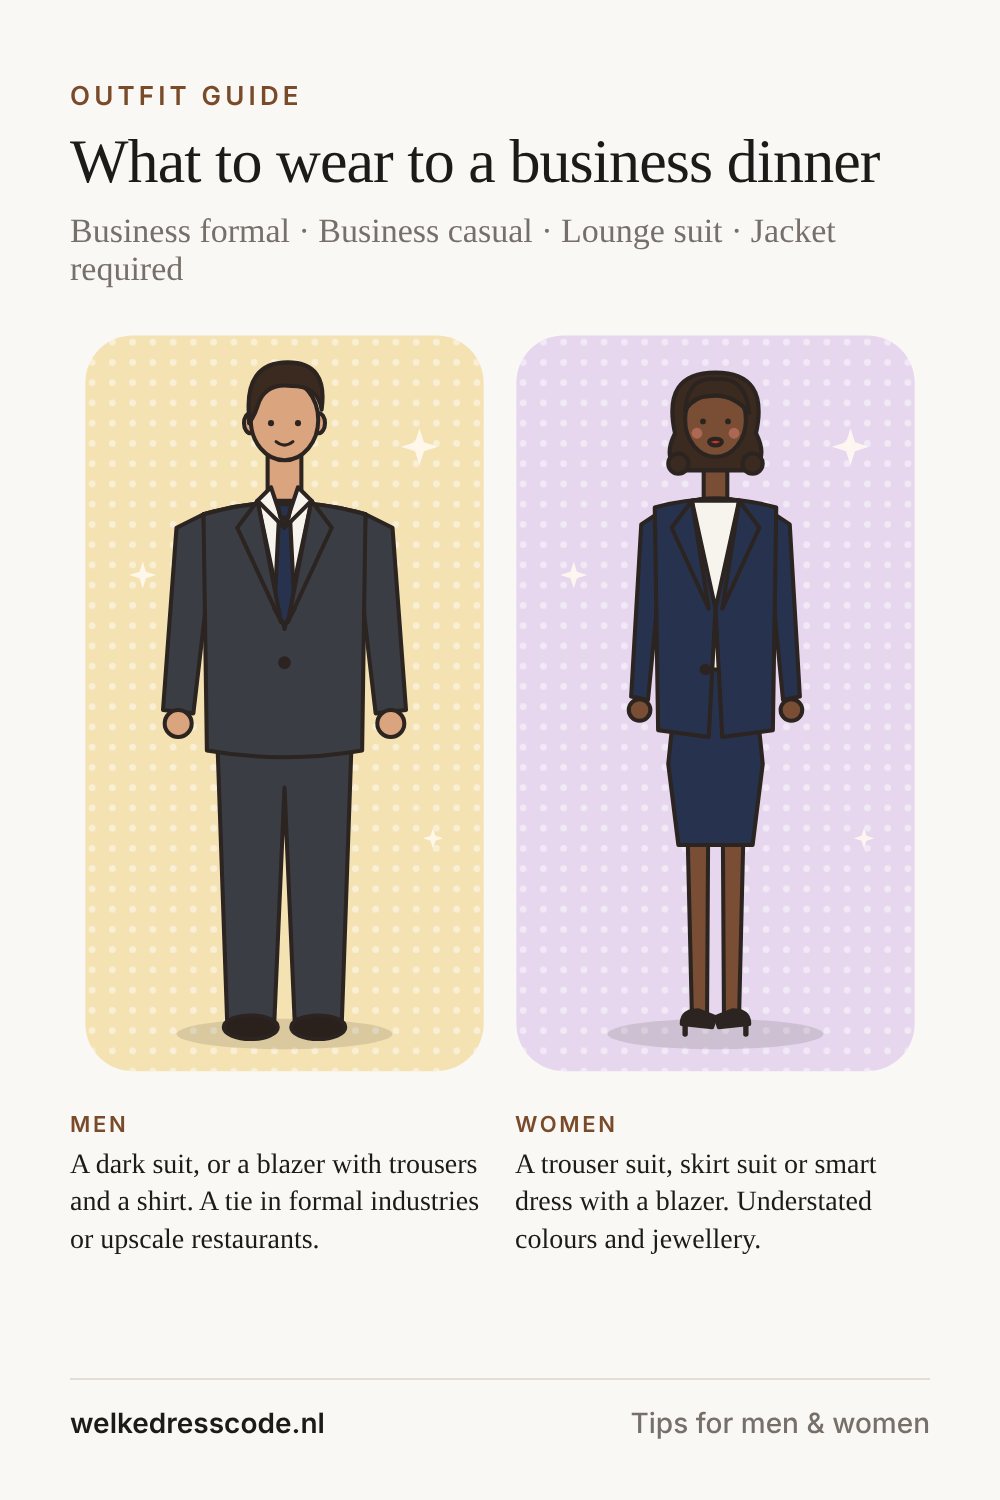 OUTFIT GUIDE
What to wear to a business dinner
Business formal · Business casual · Lounge suit · Jacket
required
MEN
A dark suit, or a blazer with trousers
and a shirt. A tie in formal industries
or upscale restaurants.
WOMEN
A trouser suit, skirt suit or smart
dress with a blazer. Understated
colours and jewellery.
welkedresscode.nl
Tips for men & women